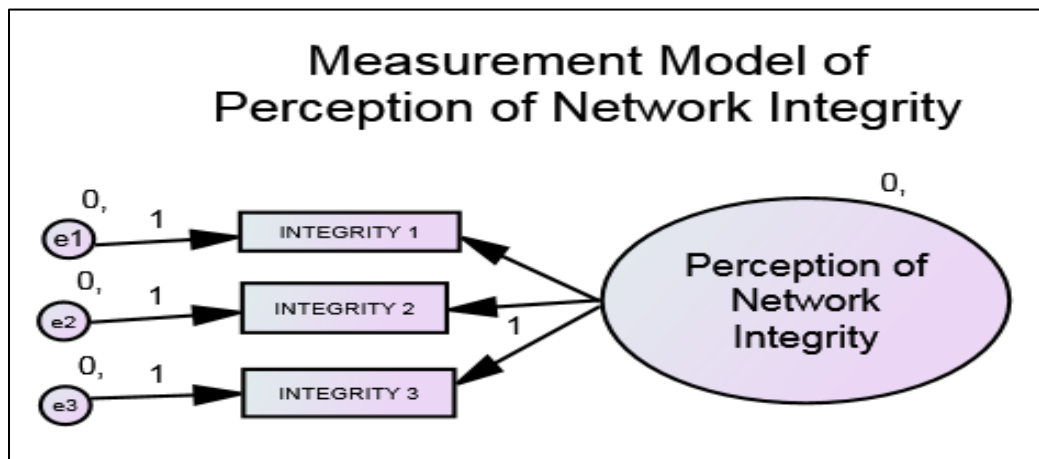 Measurement Model of
Perception of Network Integrity
0,
0,
1
e1
INTEGRITY 1
Perception of
Network
Integrity
0,
1
e2
INTEGRITY 2
1
0,
1
e3
INTEGRITY 3